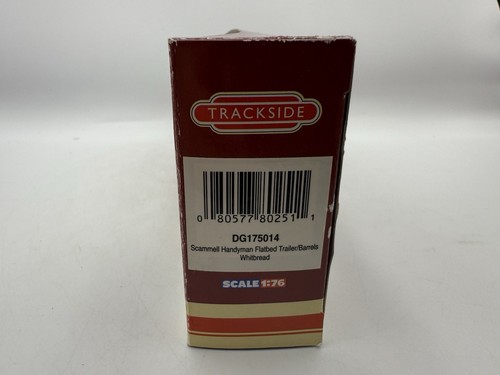 TRACKSIDE
0 80577 80251 1
DG175014
Scammell Handyman Flatbed Trailer/Barrels
Whitbread
SCALE 1:76